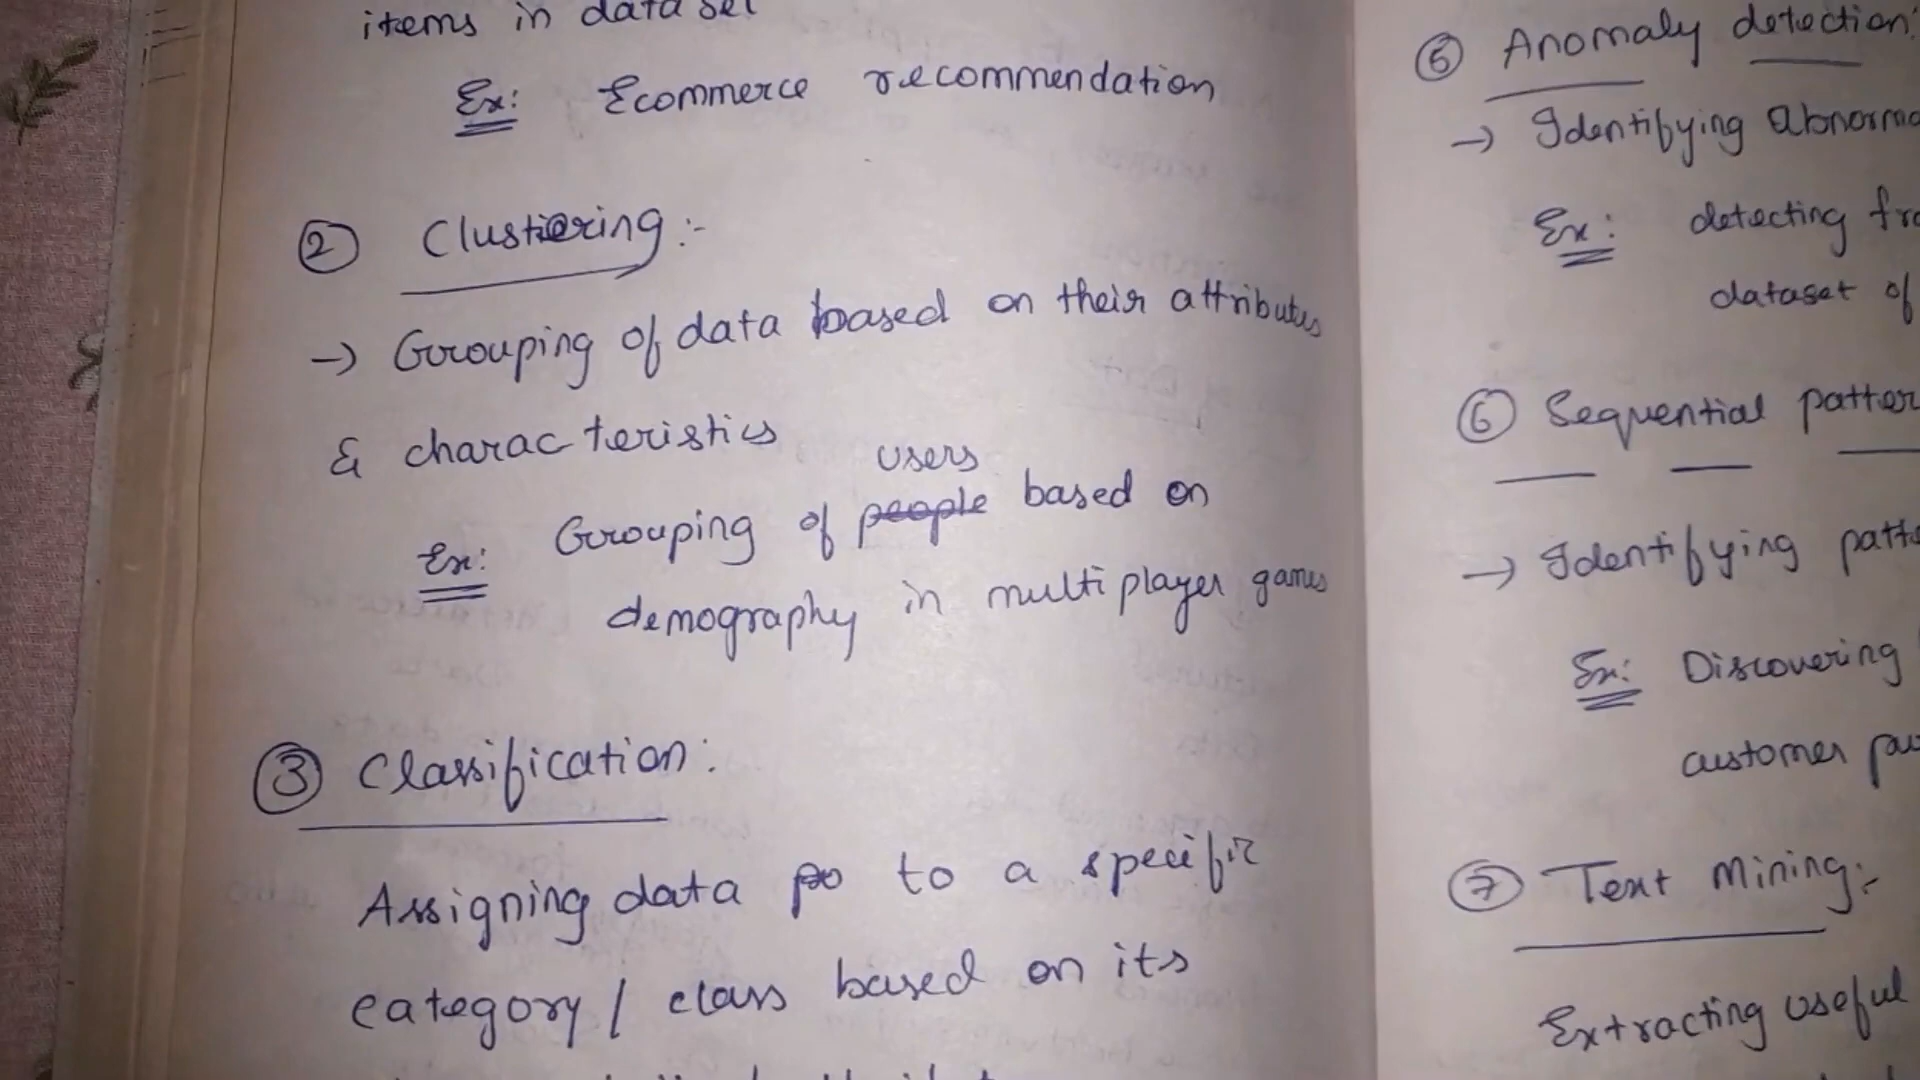 items in data set
Ex: Ecommerce recommendation
② Clustering :-
→ Grouping of data based on their attributes
& characteristics
users
Ex: Grouping of people based on
demography in multiplayer games
③ Classification:
Assigning data po to a specific
category / class based on its
⑤ Anomaly detection:
→ Identifying
Ex: detecting
dataset of
⑥ Sequential
→ Identifying
Ex: Discovering
customer
⑦ Text Mining:-
Extracting useful